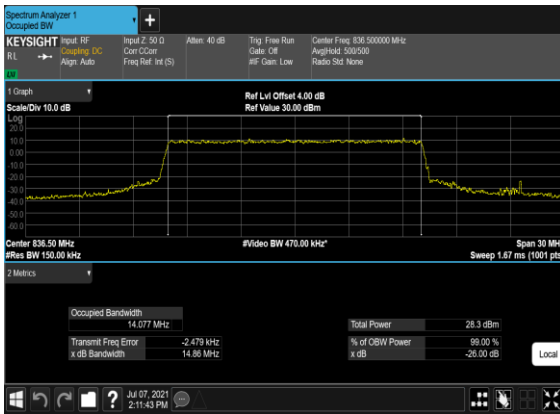 Spectrum Analyzer 1
Occupied BW
KEYSIGHT
RL
Input: RF
Coupling: DC
Align: Auto
Input Z: 50 Ω
Corr CCorr
Freq Ref: Int (S)
Atten: 40 dB
Trig: Free Run
Gate: Off
#IF Gain: Low
Center Freq: 836.500000 MHz
Avg|Hold: 500/500
Radio Std: None
1 Graph
Scale/Div 10.0 dB
Ref Lvl Offset 4.00 dB
Ref Value 30.00 dBm
Log
20.0
10.0
0.00
-10.0
-20.0
-30.0
-40.0
-50.0
-60.0
Center 836.50 MHz
#Video BW 470.00 kHz*
Span 30 MH
#Res BW 150.00 kHz
Sweep 1.67 ms (1001 pts
2 Metrics
Occupied Bandwidth
14.077 MHz
Total Power 28.3 dBm
Transmit Freq Error -2.479 kHz
% of OBW Power 99.00 %
x dB Bandwidth 14.86 MHz
x dB -26.00 dB
Local
?
Jul 07, 2021
2:11:43 PM